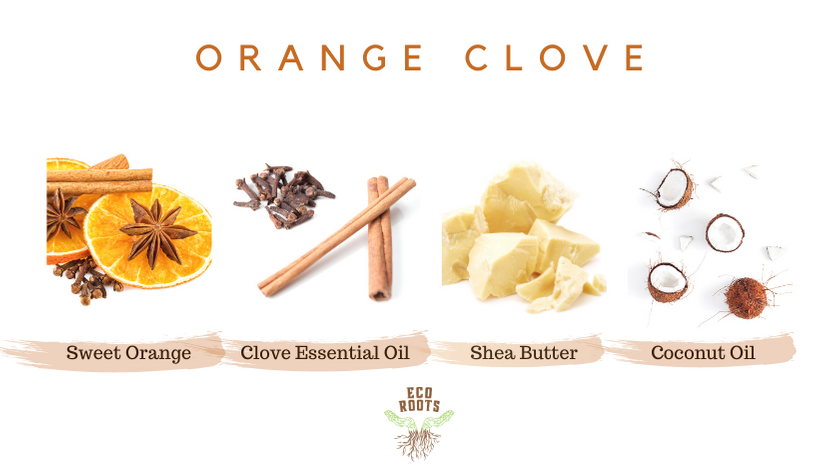 ORANGE CLOVE
Sweet Orange
Clove Essential Oil
Shea Butter
Coconut Oil
ECO
ROOTS